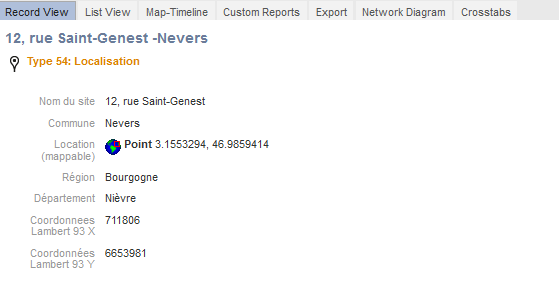 Record View List View Map-Timeline Custom Reports Export Network Diagram Crosstabs
12, rue Saint-Genest -Nevers
Type 54: Localisation
Nom du site 12, rue Saint-Genest
Commune Nevers
Location Point 3.1553294, 46.9859414
(mappable)
Région Bourgogne
Département Nièvre
Coordonnees 711806
Lambert 93 X
Coordonnées 6653981
Lambert 93 Y